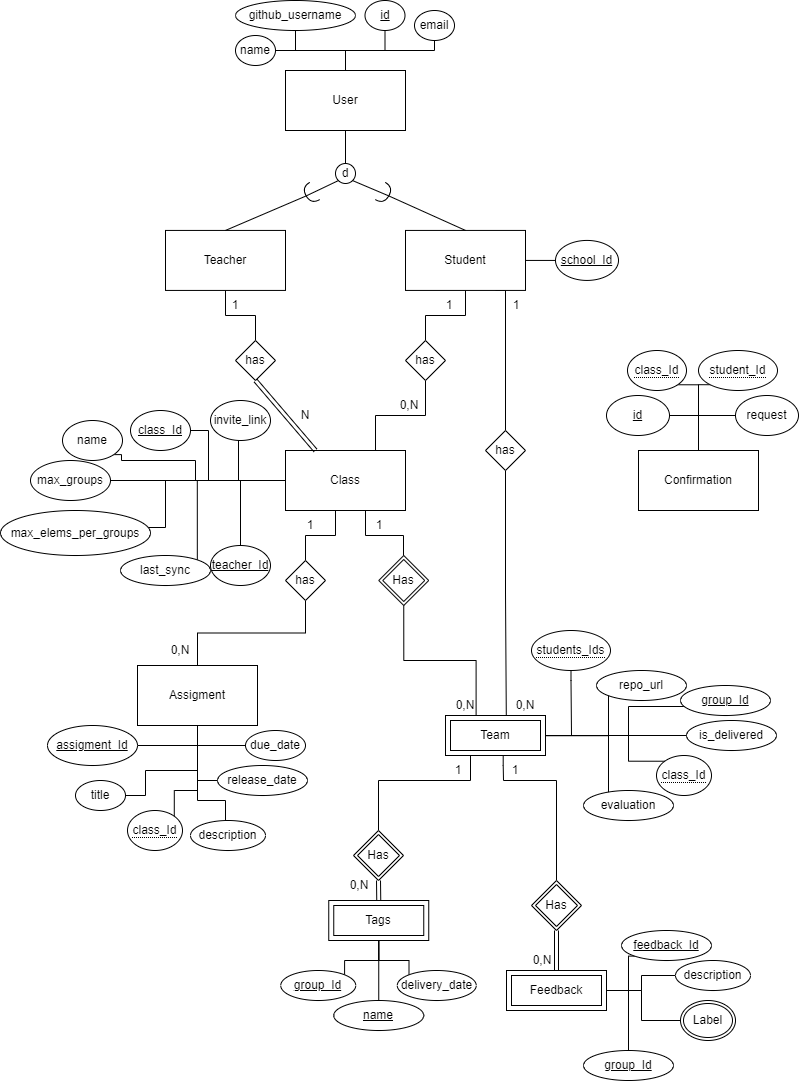 github_username
id
email
name
User
d
Teacher
Student
school_Id
1
1
1
has
has
class_Id
student_Id
N
0,N
id
request
invite_link
class_Id
name
has
max_groups
Class
Confirmation
max_elems_per_groups
1
1
last_sync
teacher_Id
has
Has
0,N
students_Ids
repo_url
Assigment
group_Id
0,N
0,N
Team
is_delivered
assigment_Id
due_date
1
1
class_Id
release_date
title
evaluation
class_Id
description
Has
0,N
Has
Tags
feedback_Id
0,N
description
group_Id
delivery_date
Feedback
name
Label
group_Id